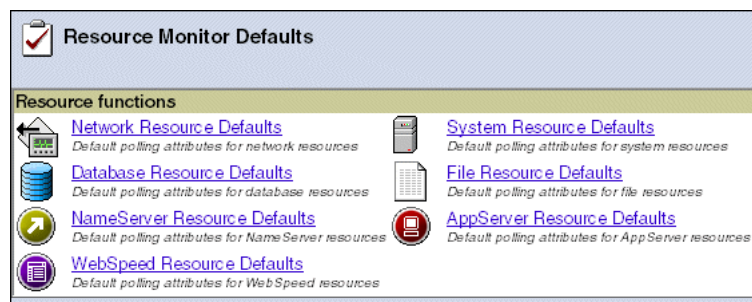 Resource Monitor Defaults
Resource functions
Network Resource Defaults
Default polling attributes for network resources
System Resource Defaults
Default polling attributes for system resources
Database Resource Defaults
Default polling attributes for database resources
File Resource Defaults
Default polling attributes for file resources
NameServer Resource Defaults
Default polling attributes for NameServer resources
AppServer Resource Defaults
Default polling attributes for AppServer resources
WebSpeed Resource Defaults
Default polling attributes for WebSpeed resources